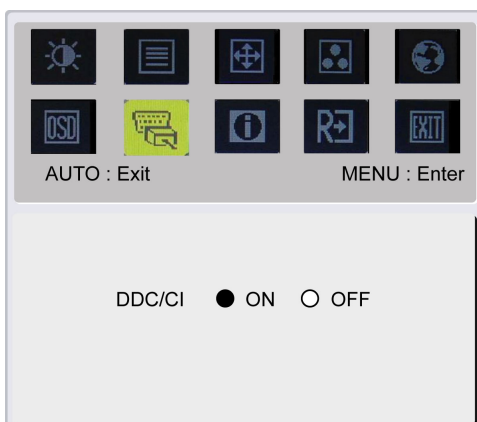 OSD
R
EXIT
AUTO : Exit MENU : Enter
DDC/CI ON OFF